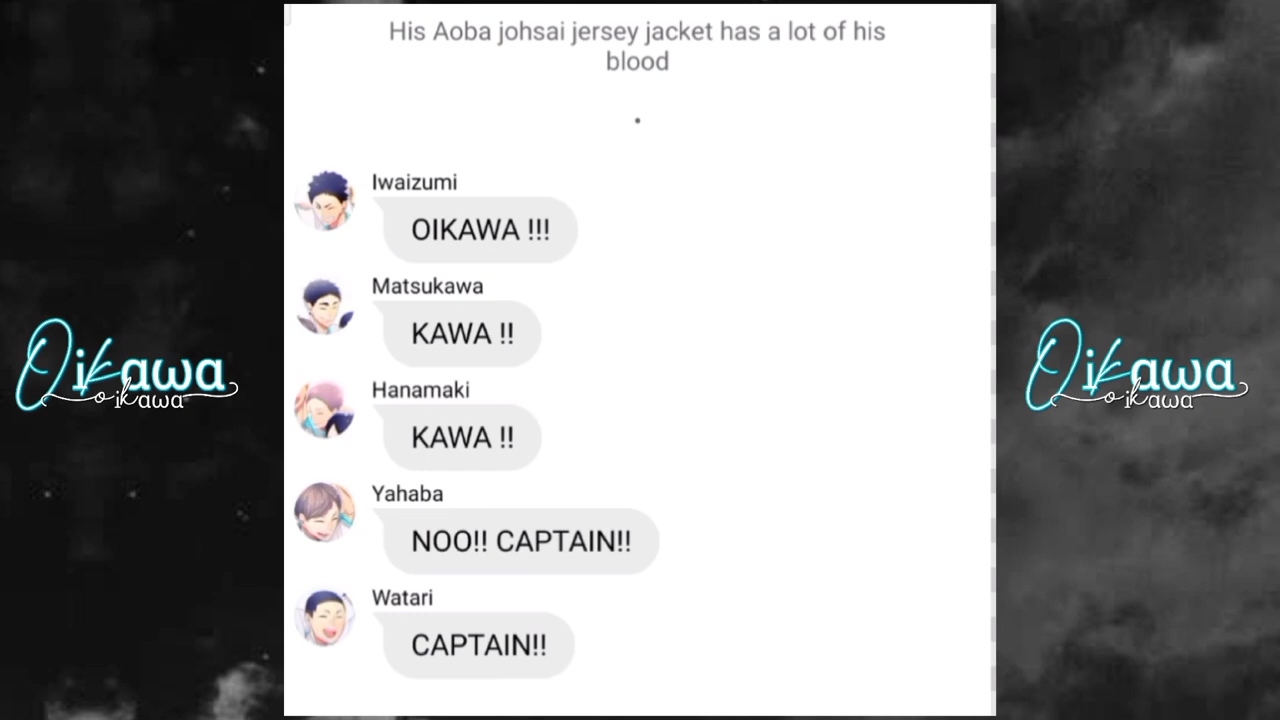 His Aoba johsai jersey jacket has a lot of his
blood
.
Iwaizumi
OIKAWA !!!
Matsukawa
KAWA !!
Hanamaki
KAWA !!
Yahaba
NOO!! CAPTAIN!!
Watari
CAPTAIN!!
Oikawa
oikawa
Oikawa
oikawa